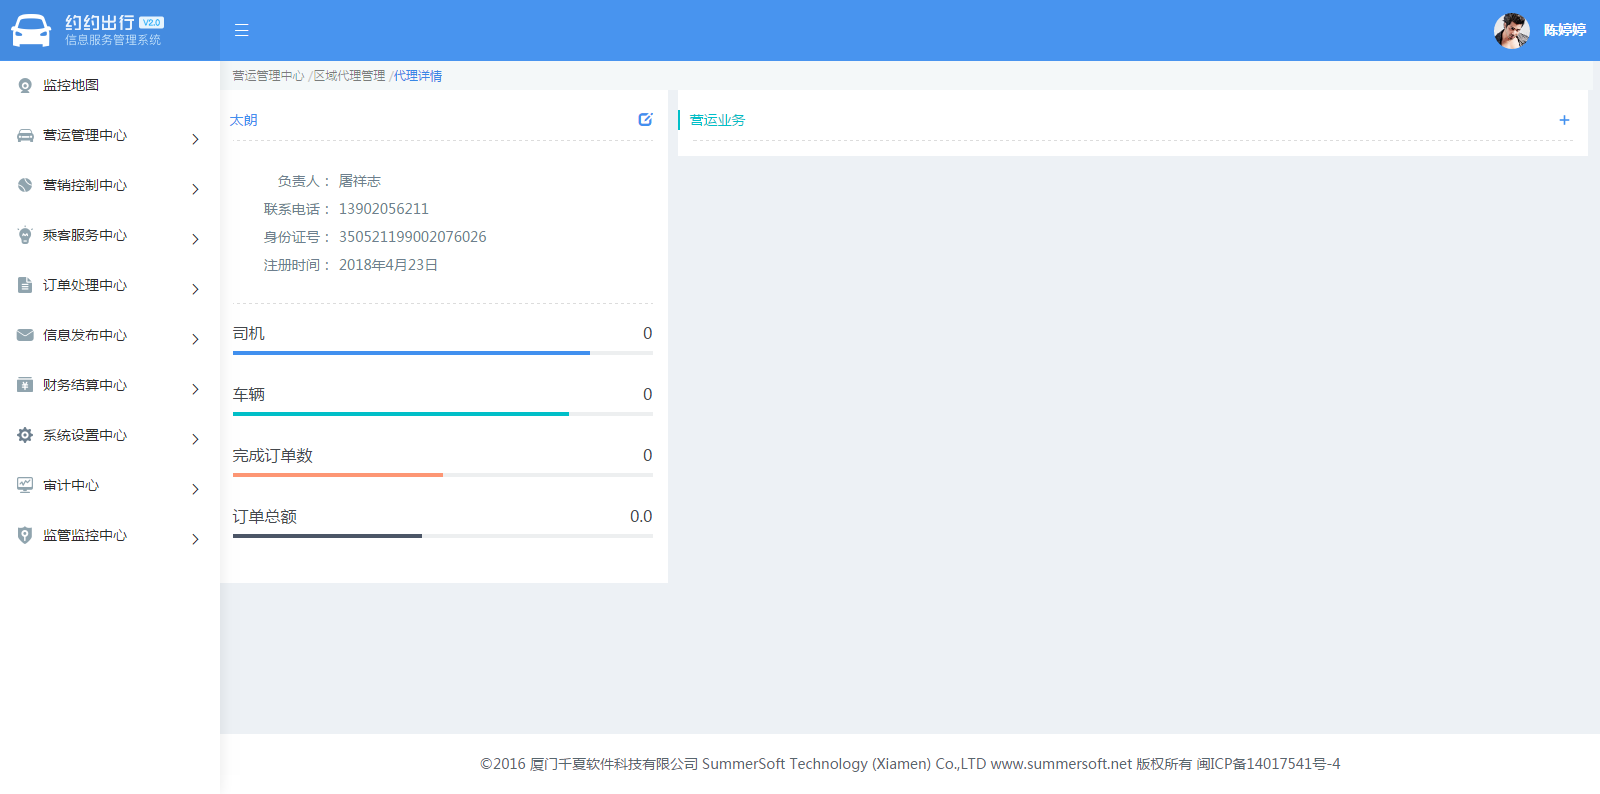 约约出行 V2.0
信息服务管理系统
陈婷婷
监控地图
营运管理中心
营销控制中心
乘客服务中心
订单处理中心
信息发布中心
财务结算中心
系统设置中心
审计中心
监管监控中心
营运管理中心 /区域代理管理 /代理详情
太朗
负责人： 屠祥志
联系电话： 13902056211
身份证号： 350521199002076026
注册时间： 2018年4月23日
司机 0
车辆 0
完成订单数 0
订单总额 0.0
营运业务 +
©2016 厦门千夏软件科技有限公司 SummerSoft Technology (Xiamen) Co.,LTD www.summersoft.net 版权所有 闽ICP备14017541号-4